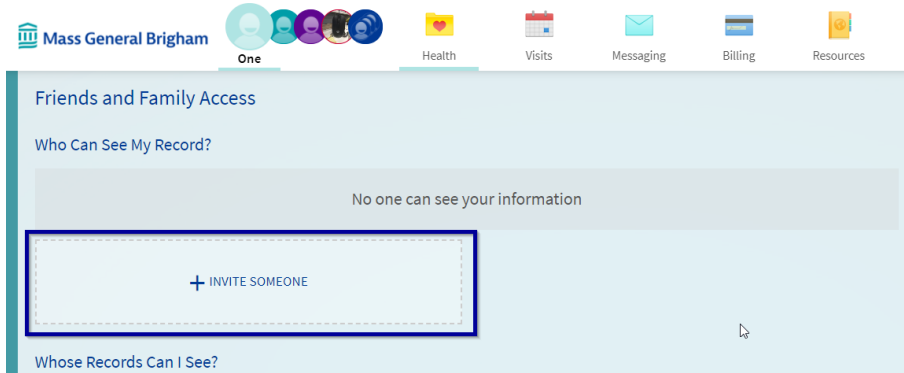 Mass General Brigham
One
Health
Visits
Messaging
Billing
Resources
Friends and Family Access
Who Can See My Record?
No one can see your information
+ INVITE SOMEONE
Whose Records Can I See?